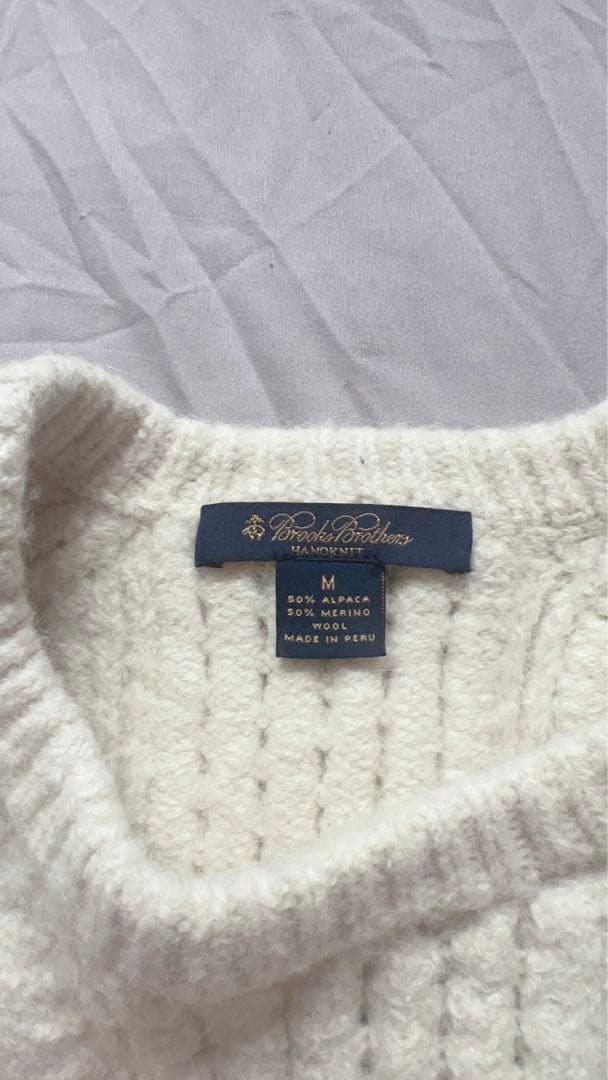 Brooks Brothers
HANDKNIT
M
50% ALPACA
50% MERINO
WOOL
MADE IN PERU